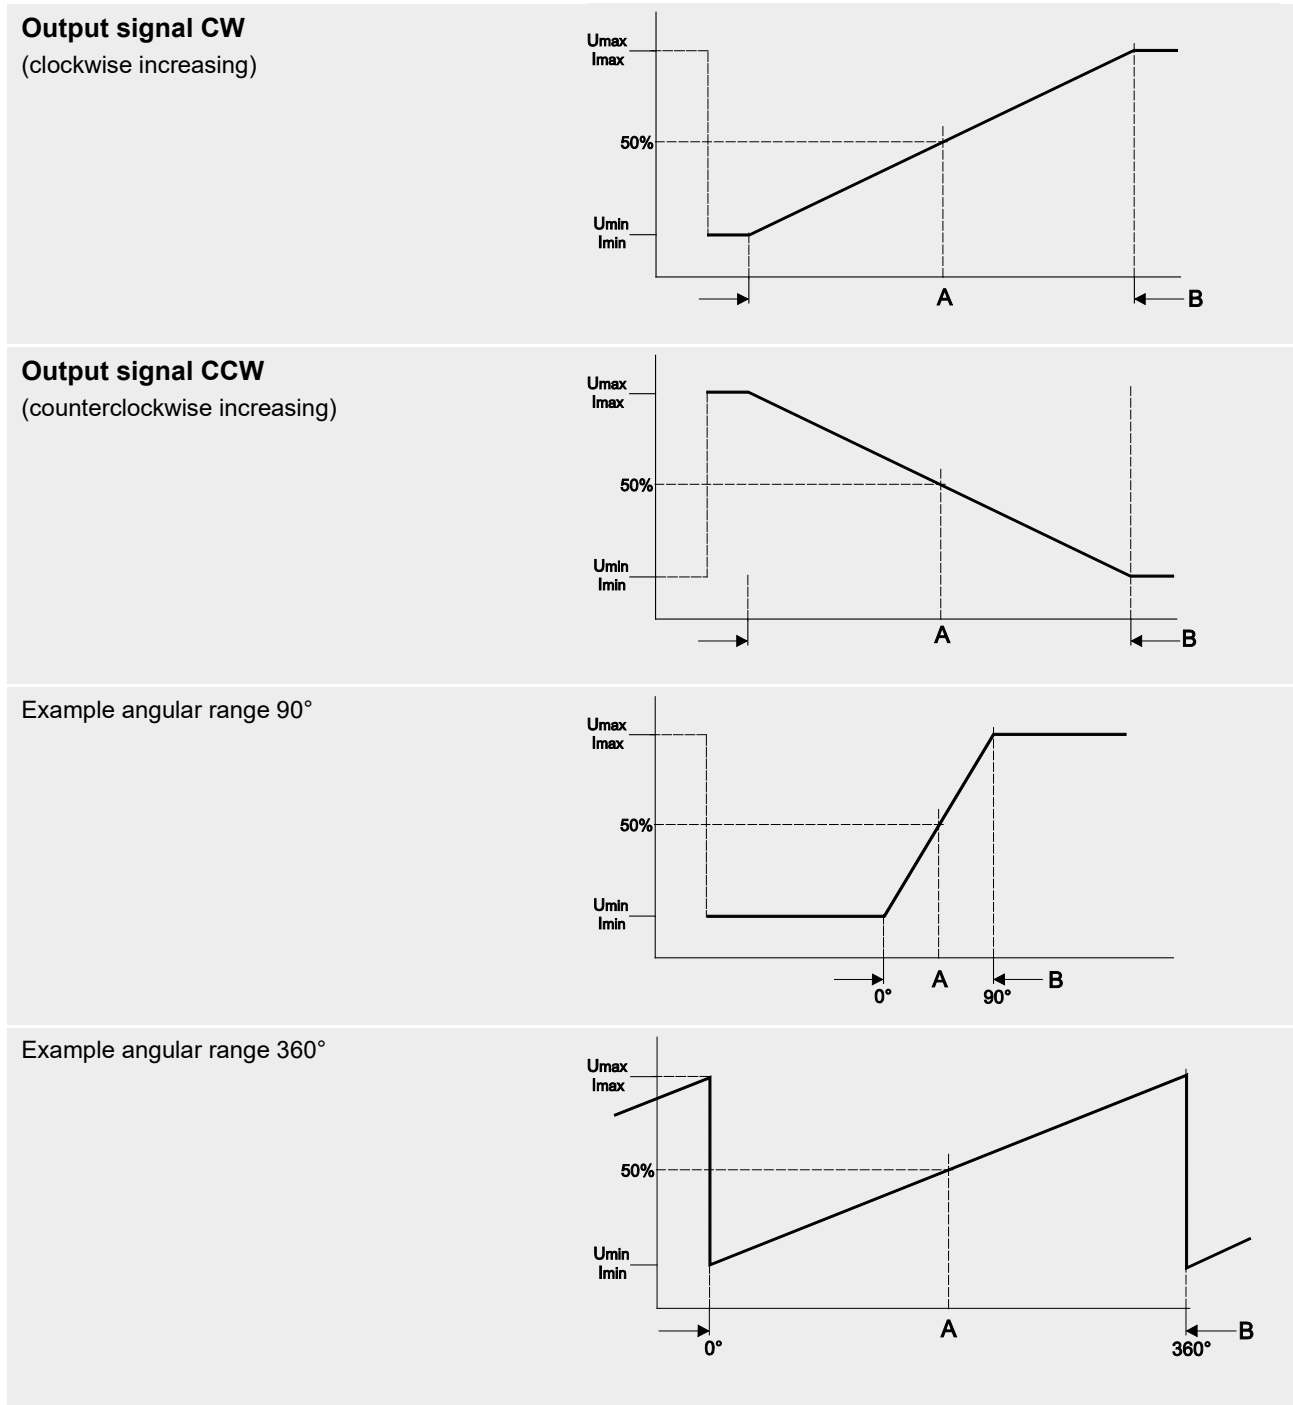 Output signal CW
(clockwise increasing)
Umax
Imax
50%
Umin
Imin
A
B
Output signal CCW
(counterclockwise increasing)
Umax
Imax
50%
Umin
Imin
A
B
Example angular range 90°
Umax
Imax
50%
Umin
Imin
A
B
0°
90°
Example angular range 360°
Umax
Imax
50%
Umin
Imin
A
B
0°
360°